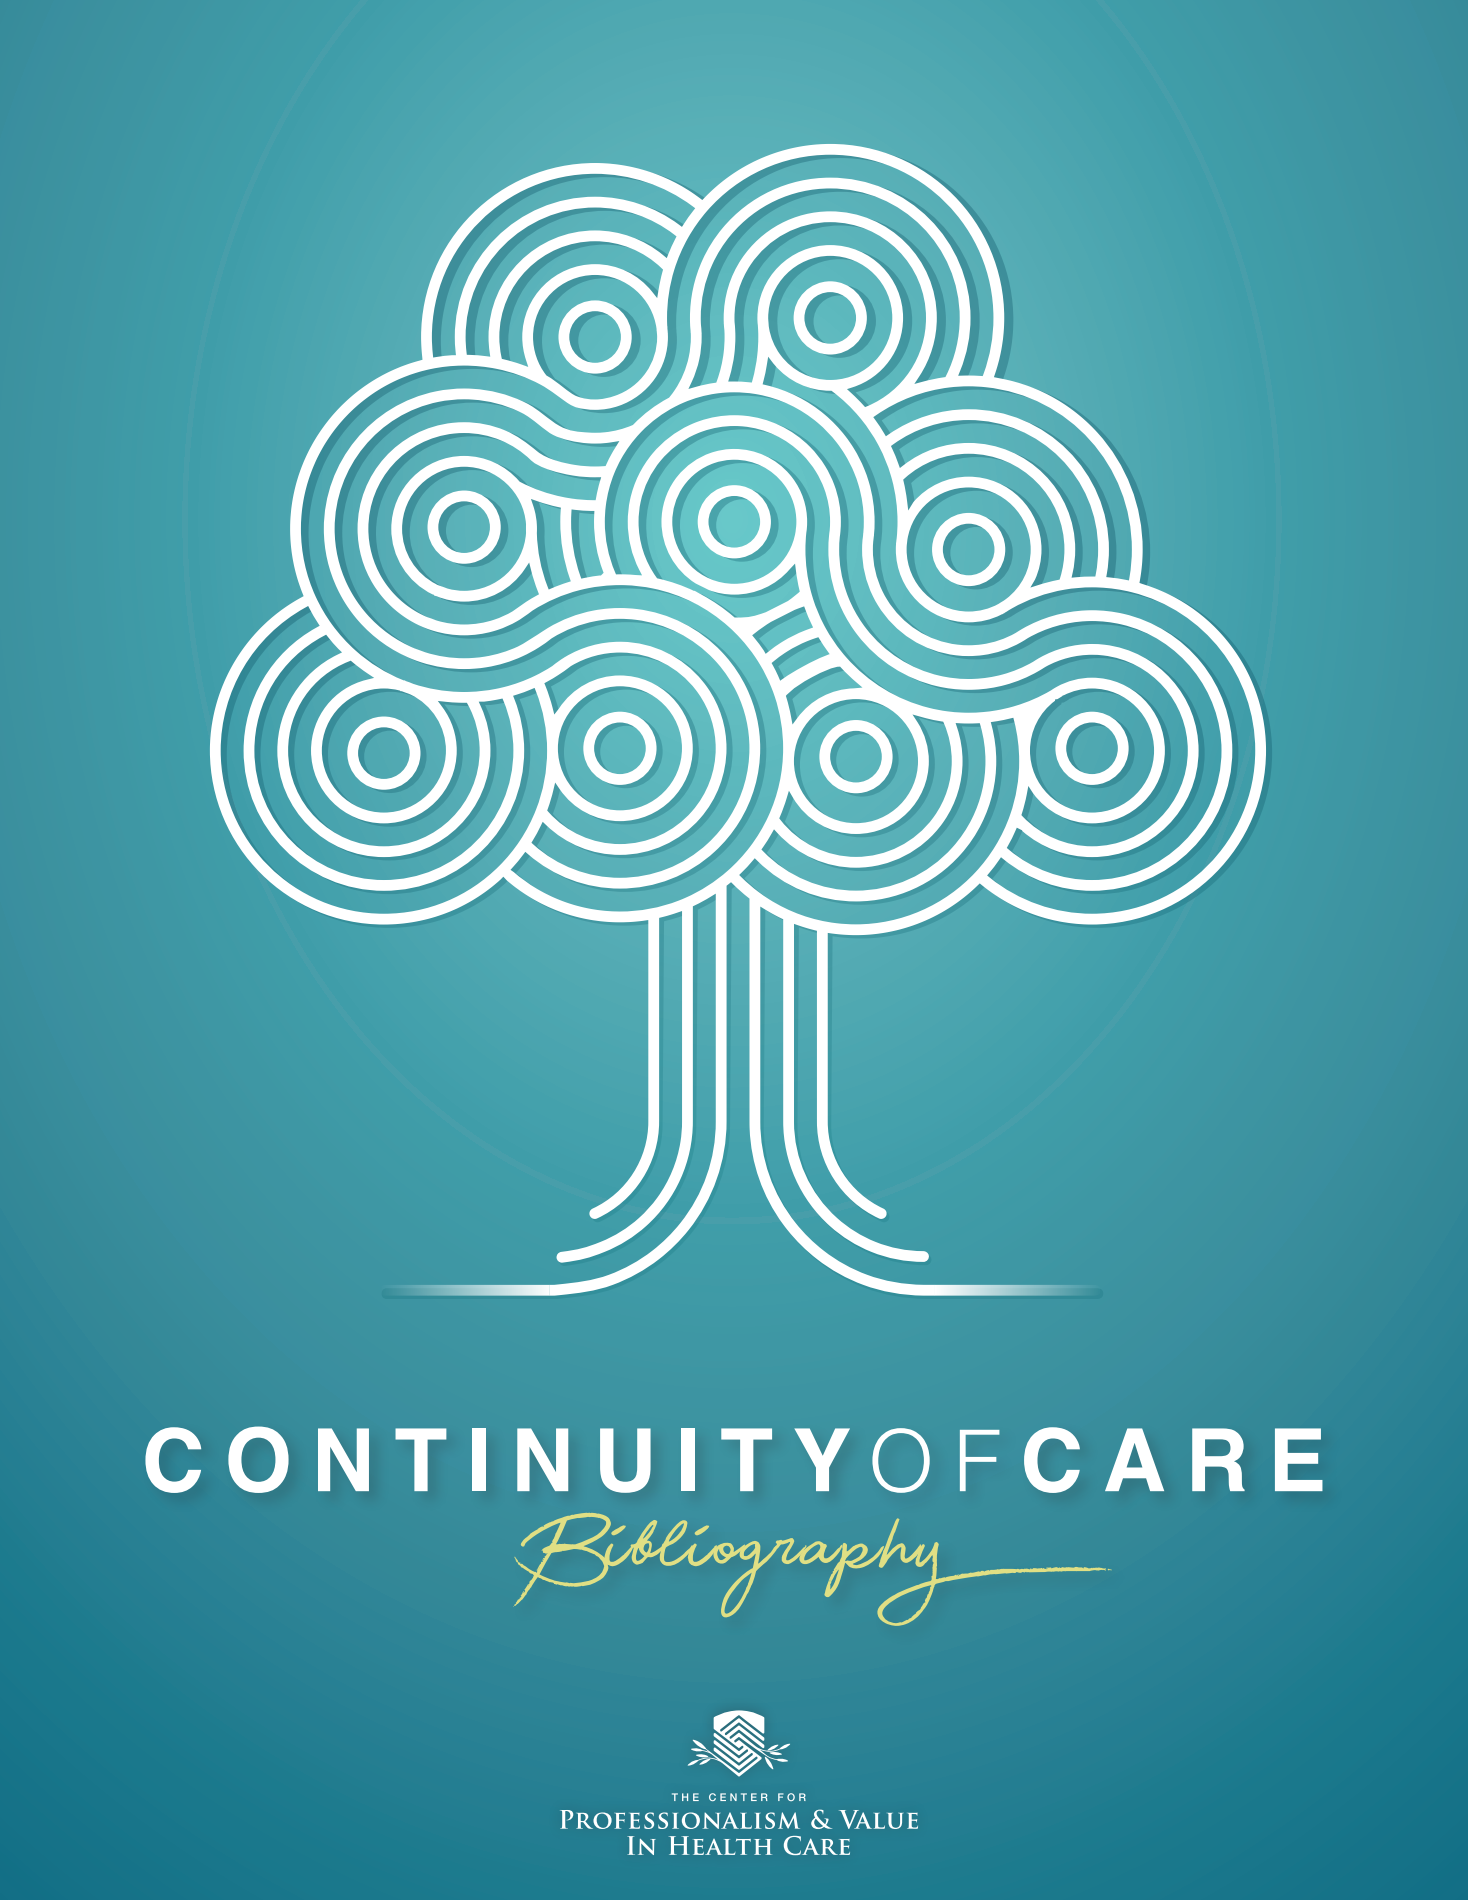 CONTINUITYOFCARE
Bibliography
THE CENTER FOR
PROFESSIONALISM & VALUE
IN HEALTH CARE